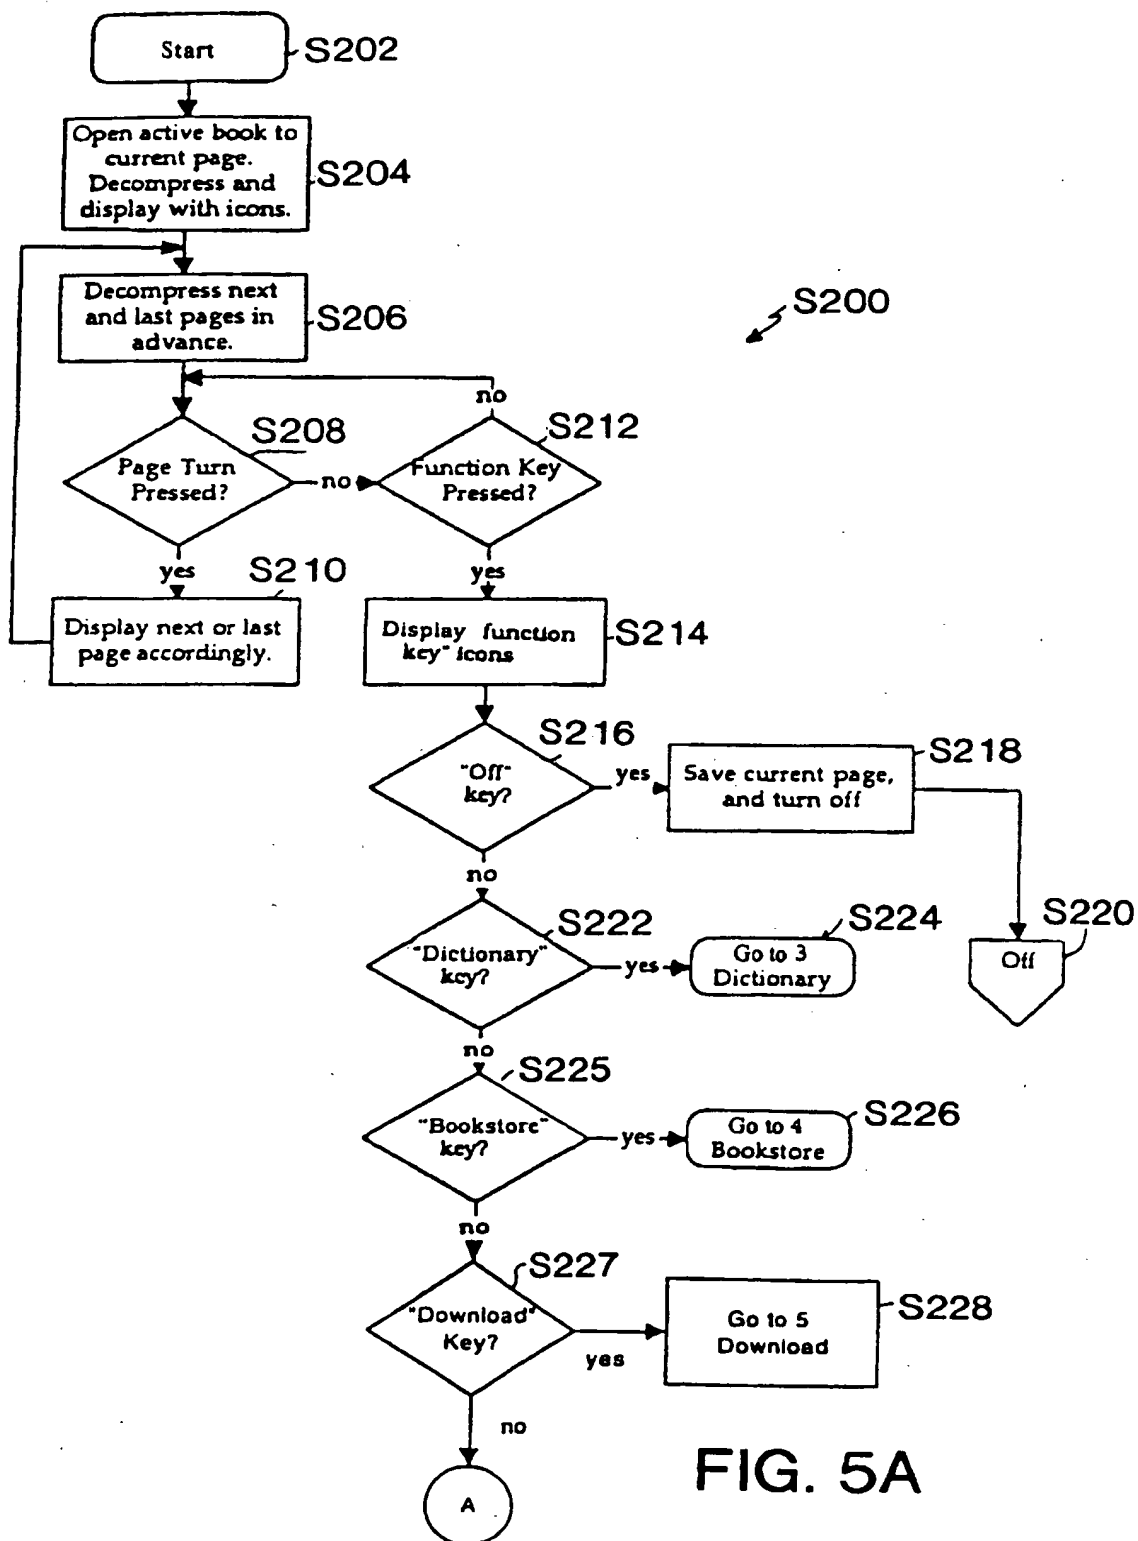 Start
S202
Open active book to
current page.
Decompress and
display with icons.
S204
Decompress next
and last pages in
advance.
S206
S200
no
S208
S212
Page Turn
Pressed?
no
Function Key
Pressed?
yes
S210
yes
Display next or last
page accordingly.
Display function
key" icons
S214
S216
"Off"
key?
yes
Save current page,
and turn off
S218
no
S222
S224
S220
"Dictionary"
key?
yes
Go to 3
Dictionary
Off
no
S225
"Bookstore"
key?
yes
Go to 4
Bookstore
S226
no
S227
"Download"
Key?
yes
Go to 5
Download
S228
no
A
FIG. 5A